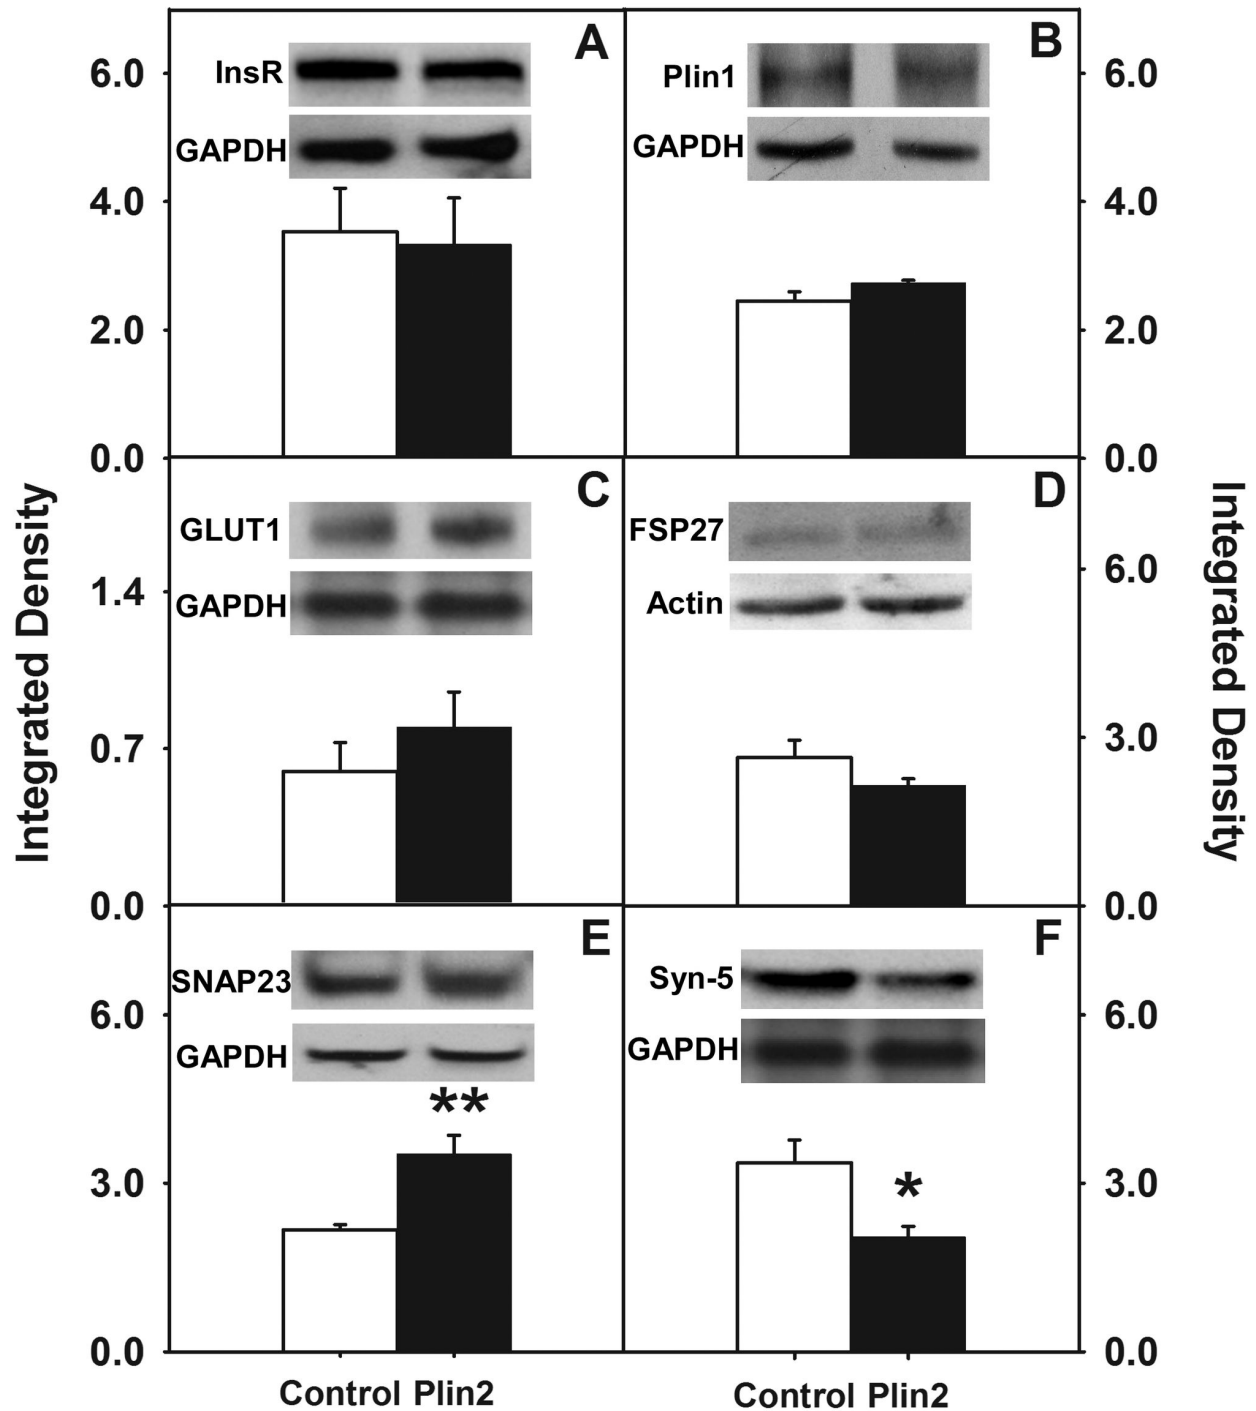 A
InsR
GAPDH
6.0
4.0
2.0
0.0
B
Plin1
GAPDH
6.0
4.0
2.0
0.0
C
GLUT1
GAPDH
1.4
0.7
0.0
D
FSP27
Actin
6.0
3.0
0.0
E
SNAP23
GAPDH
6.0
**
3.0
0.0
F
Syn-5
GAPDH
6.0
*
3.0
0.0
Integrated Density
Integrated Density
Control Plin2
Control Plin2